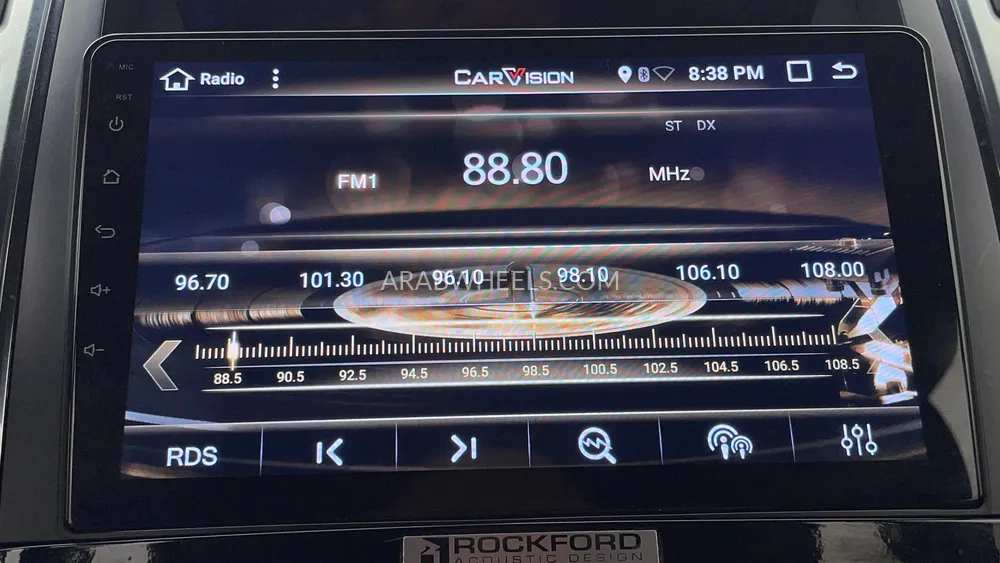 MIC
Radio
CARVISION
8:38 PM
RST
ST DX
FM1
88.80
MHz
96.70 101.30 96.10 98.10 106.10 108.00
ARABWHEELS.COM
88.5 90.5 92.5 94.5 96.5 98.5 100.5 102.5 104.5 106.5 108.5
RDS
ROCKFORD
ACOUSTIC DESIGN